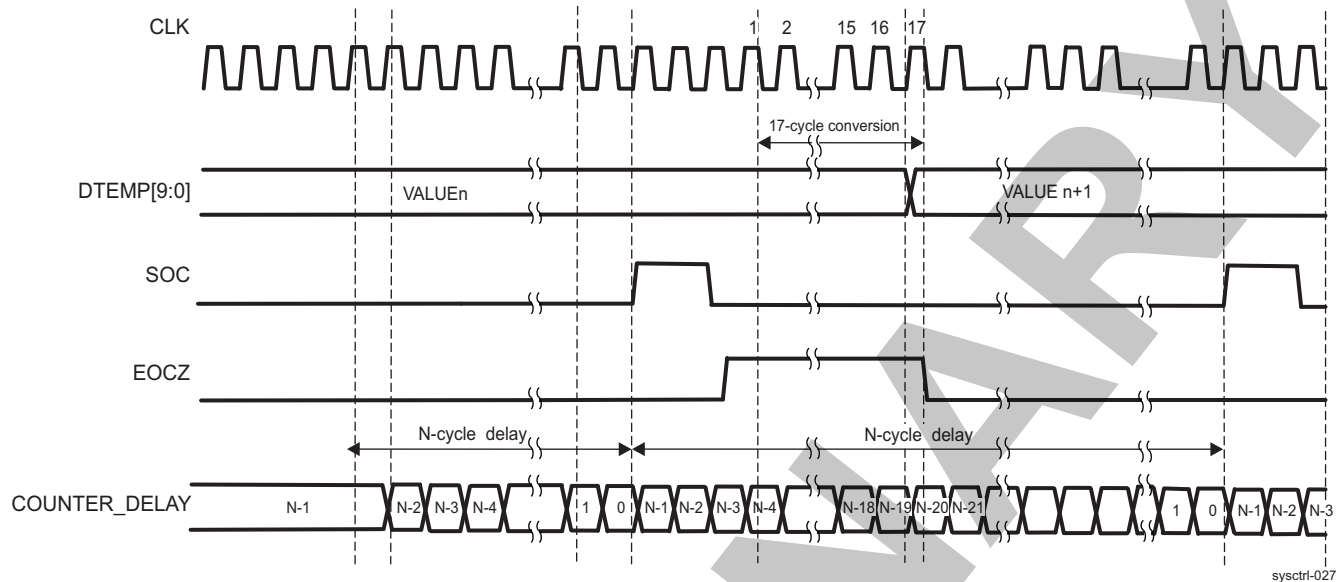 CLK
1 2 15 16 17
17-cycle conversion
DTEMP[9:0]
VALUEn
VALUE n+1
SOC
EOCZ
N-cycle delay
N-cycle delay
COUNTER_DELAY
N-1 N-2 N-3 N-4 1 0 N-1 N-2 N-3 N-4 N-18 N-19 N-20 N-21 1 0 N-1 N-2 N-3
sysctrl-027
NARY